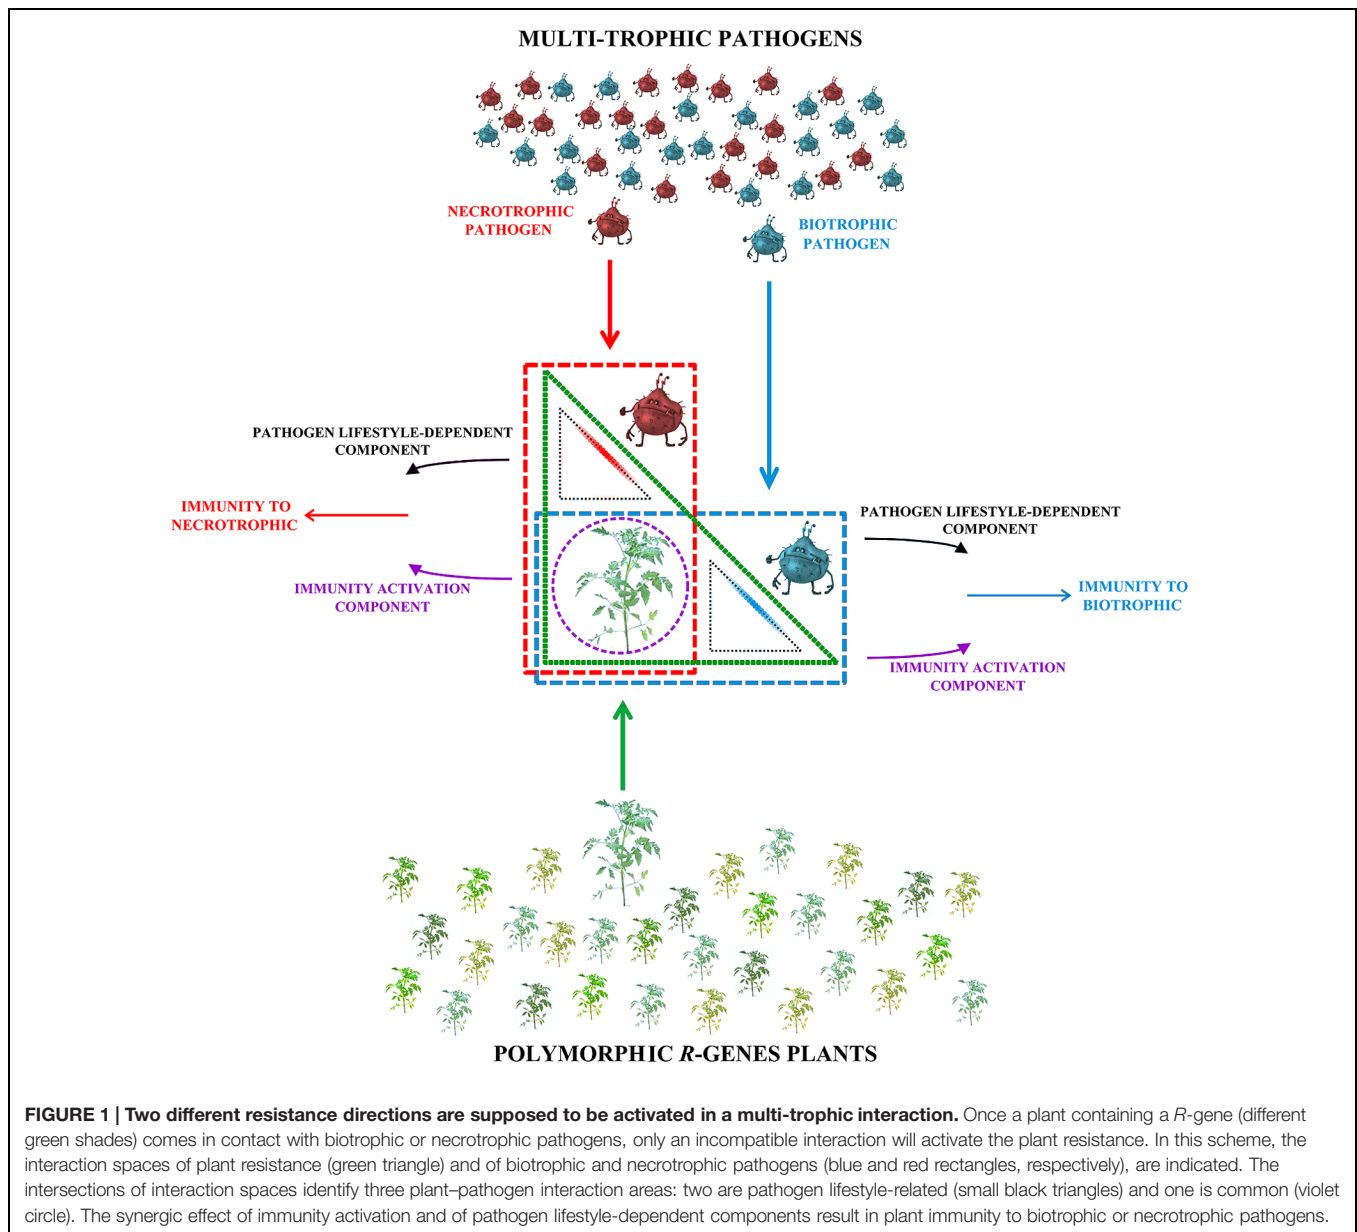 MULTI-TROPHIC PATHOGENS
NECROTROPHIC
PATHOGEN
BIOTROPHIC
PATHOGEN
PATHOGEN LIFESTYLE-DEPENDENT
COMPONENT
IMMUNITY TO
NECROTROPHIC
IMMUNITY ACTIVATION
COMPONENT
PATHOGEN LIFESTYLE-DEPENDENT
COMPONENT
IMMUNITY TO
BIOTROPHIC
IMMUNITY ACTIVATION
COMPONENT
POLYMORPHIC R-GENES PLANTS
FIGURE 1 | Two different resistance directions are supposed to be activated in a multi-trophic interaction. Once a plant containing a R-gene (different
green shades) comes in contact with biotrophic or necrotrophic pathogens, only an incompatible interaction will activate the plant resistance. In this scheme, the
interaction spaces of plant resistance (green triangle) and of biotrophic and necrotrophic pathogens (blue and red rectangles, respectively), are indicated. The
intersections of interaction spaces identify three plant–pathogen interaction areas: two are pathogen lifestyle-related (small black triangles) and one is common (violet
circle). The synergic effect of immunity activation and of pathogen lifestyle-dependent components result in plant immunity to biotrophic or necrotrophic pathogens.